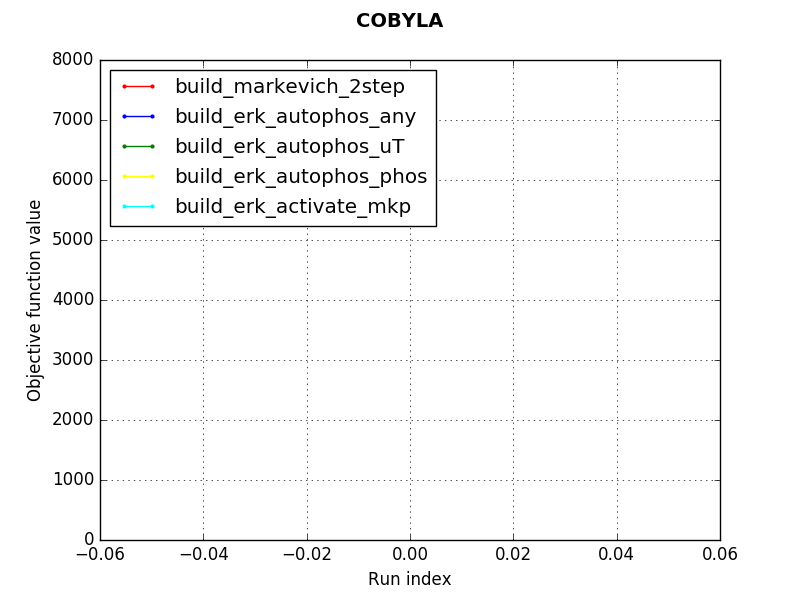 COBYLA
8000
7000
6000
5000
4000
3000
2000
1000
0
Objective function value
build_markevich_2step
build_erk_autophos_any
build_erk_autophos_uT
build_erk_autophos_phos
build_erk_activate_mkp
−0.06 −0.04 −0.02 0.00 0.02 0.04 0.06
Run index